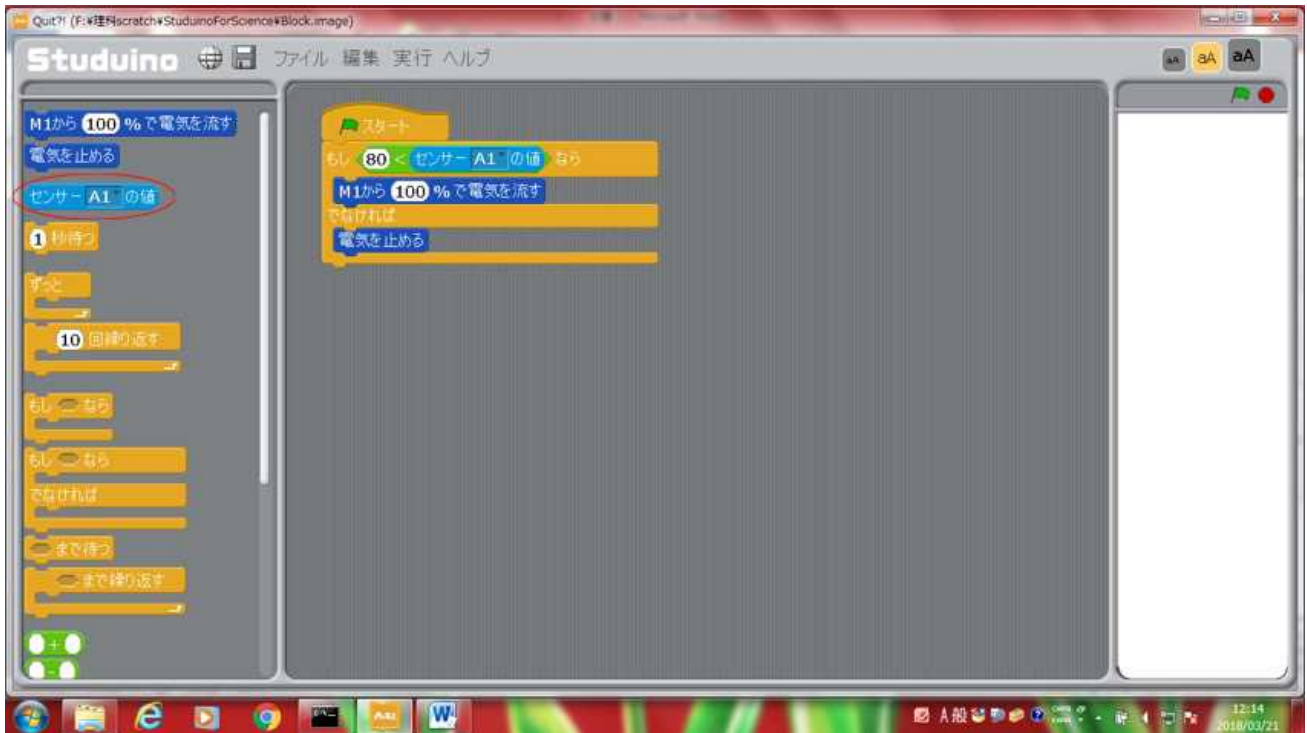 Quit?! (F:¥理科scratch¥StuduinoForScience¥Block.image)
Studuino ファイル 編集 実行 ヘルプ
aA aA aA
M1から 100 % で電気を流す
電気を止める
センサー A1 の値
1 秒待つ
ずっと
10 回繰り返す
もし なら
もし なら
でなければ
まで待つ
まで繰り返す
+
-
スタート
もし 80 < センサー A1 の値 なら
M1から 100 % で電気を流す
でなければ
電気を止める
A 般
12:14
2018/03/21